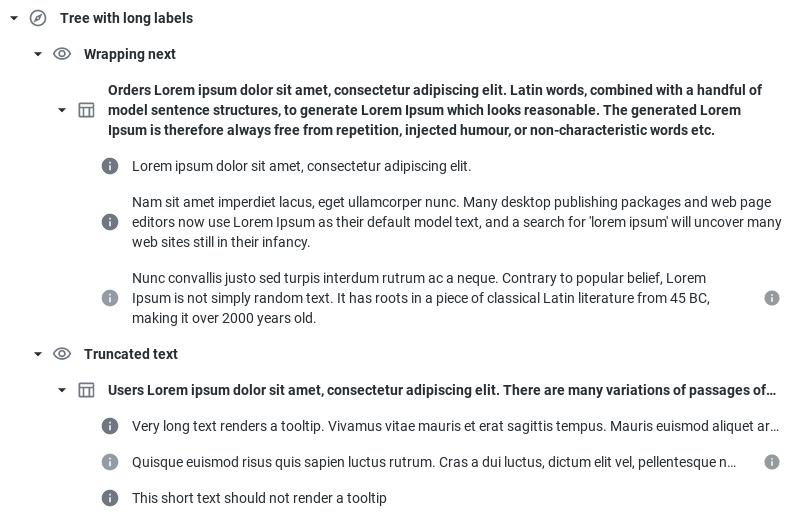 Tree with long labels
Wrapping next
Orders Lorem ipsum dolor sit amet, consectetur adipiscing elit. Latin words, combined with a handful of
model sentence structures, to generate Lorem Ipsum which looks reasonable. The generated Lorem
Ipsum is therefore always free from repetition, injected humour, or non-characteristic words etc.
Lorem ipsum dolor sit amet, consectetur adipiscing elit.
Nam sit amet imperdiet lacus, eget ullamcorper nunc. Many desktop publishing packages and web page
editors now use Lorem Ipsum as their default model text, and a search for 'lorem ipsum' will uncover many
web sites still in their infancy.
Nunc convallis justo sed turpis interdum rutrum ac a neque. Contrary to popular belief, Lorem
Ipsum is not simply random text. It has roots in a piece of classical Latin literature from 45 BC,
making it over 2000 years old.
Truncated text
Users Lorem ipsum dolor sit amet, consectetur adipiscing elit. There are many variations of passages of...
Very long text renders a tooltip. Vivamus vitae mauris et erat sagittis tempus. Mauris euismod aliquet ar...
Quisque euismod risus quis sapien luctus rutrum. Cras a dui luctus, dictum elit vel, pellentesque n...
This short text should not render a tooltip